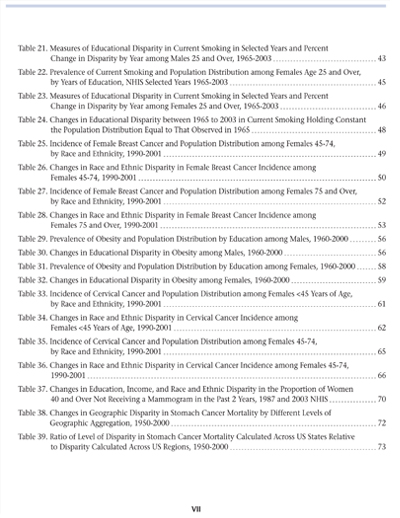 Table 21. Measures of Educational Disparity in Current Smoking in Selected Years and Percent
Change in Disparity by Year among Males 25 and Over, 1965-2003 ........................................ 43
Table 22. Prevalence of Current Smoking and Population Distribution among Females Age 25 and Over,
by Years of Education, NHIS Selected Years 1965-2003 .................................................... 45
Table 23. Measures of Educational Disparity in Current Smoking in Selected Years and Percent
Change in Disparity by Year among Females 25 and Over, 1965-2003 ...................................... 46
Table 24. Changes in Educational Disparity between 1965 to 2003 in Current Smoking Holding Constant
the Population Distribution Equal to That Observed in 1965 ............................................... 48
Table 25. Incidence of Female Breast Cancer and Population Distribution among Females 45-74,
by Race and Ethnicity, 1990-2001 .................................................................................. 49
Table 26. Changes in Race and Ethnic Disparity in Female Breast Cancer Incidence among
Females 45-74, 1990-2001 ............................................................................................. 50
Table 27. Incidence of Female Breast Cancer and Population Distribution among Females 75 and Over,
by Race and Ethnicity, 1990-2001 .................................................................................. 52
Table 28. Changes in Race and Ethnic Disparity in Female Breast Cancer Incidence among
Females 75 and Over, 1990-2001 .................................................................................... 53
Table 29. Prevalence of Obesity and Population Distribution by Education among Males, 1960-2000 .......... 56
Table 30. Changes in Educational Disparity in Obesity among Males, 1960-2000 ................................... 56
Table 31. Prevalence of Obesity and Population Distribution by Education among Females, 1960-2000 ....... 58
Table 32. Changes in Educational Disparity in Obesity among Females, 1960-2000 ................................ 59
Table 33. Incidence of Cervical Cancer and Population Distribution among Females <45 Years of Age,
by Race and Ethnicity, 1990-2001 .................................................................................. 61
Table 34. Changes in Race and Ethnic Disparity in Cervical Cancer Incidence among
Females <45 Years of Age, 1990-2001 .............................................................................. 62
Table 35. Incidence of Cervical Cancer and Population Distribution among Females 45-74,
by Race and Ethnicity, 1990-2001 .................................................................................. 65
Table 36. Changes in Race and Ethnic Disparity in Cervical Cancer Incidence among Females 45-74,
1990-2001 ................................................................................................................. 66
Table 37. Changes in Education, Income, and Race and Ethnic Disparity in the Proportion of Women
40 and Over Not Receiving a Mammogram in the Past 2 Years, 1987 and 2003 NHIS .................. 70
Table 38. Changes in Geographic Disparity in Stomach Cancer Mortality by Different Levels of
Geographic Aggregation, 1950-2000 ................................................................................ 72
Table 39. Ratio of Level of Disparity in Stomach Cancer Mortality Calculated Across US States Relative
to Disparity Calculated Across US Regions, 1950-2000 ....................................................... 73
VII